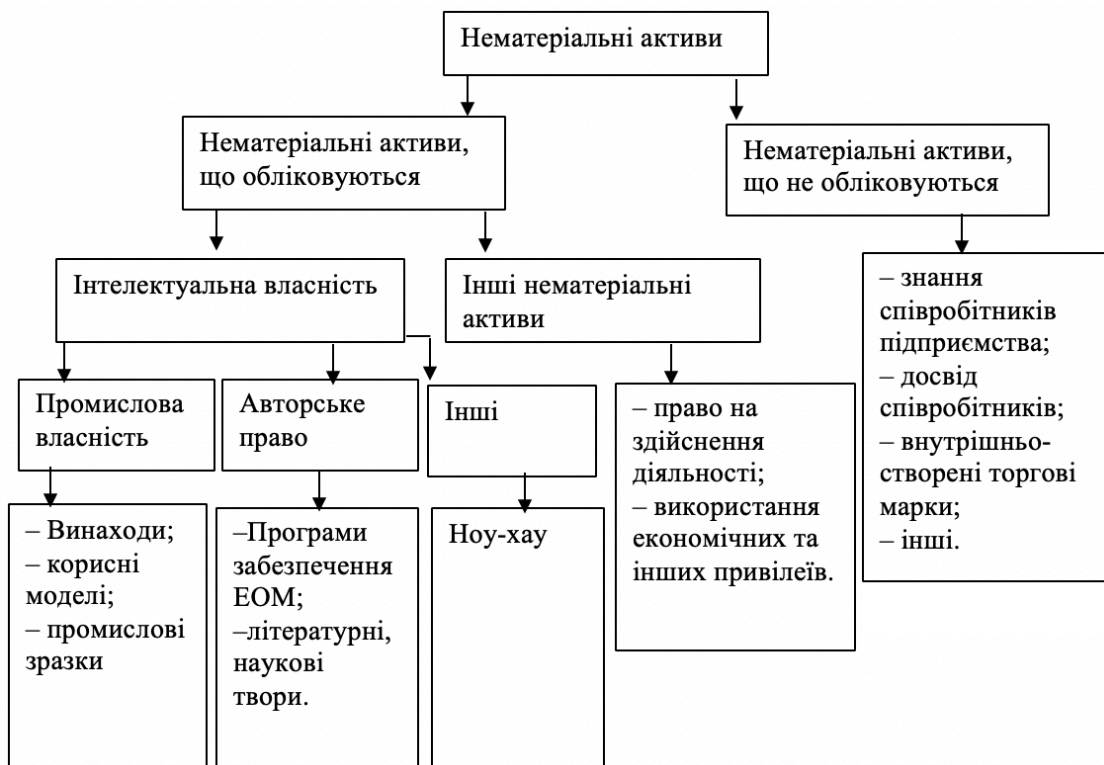 Нематеріальні активи
Нематеріальні активи,
що обліковуються
Нематеріальні активи,
що не обліковуються
Інтелектуальна власність
Інші нематеріальні
активи
– знання
співробітників
підприємства;
– досвід
співробітників;
– внутрішньо-
створені торгові
марки;
– інші.
Промислова
власність
Авторське
право
Інші
– право на
здійснення
діяльності;
– використання
економічних та
інших привілеїв.
– Винаходи;
– корисні
моделі;
– промислові
зразки
–Програми
забезпечення
ЕОМ;
–літературні,
наукові
твори.
Ноу-хау